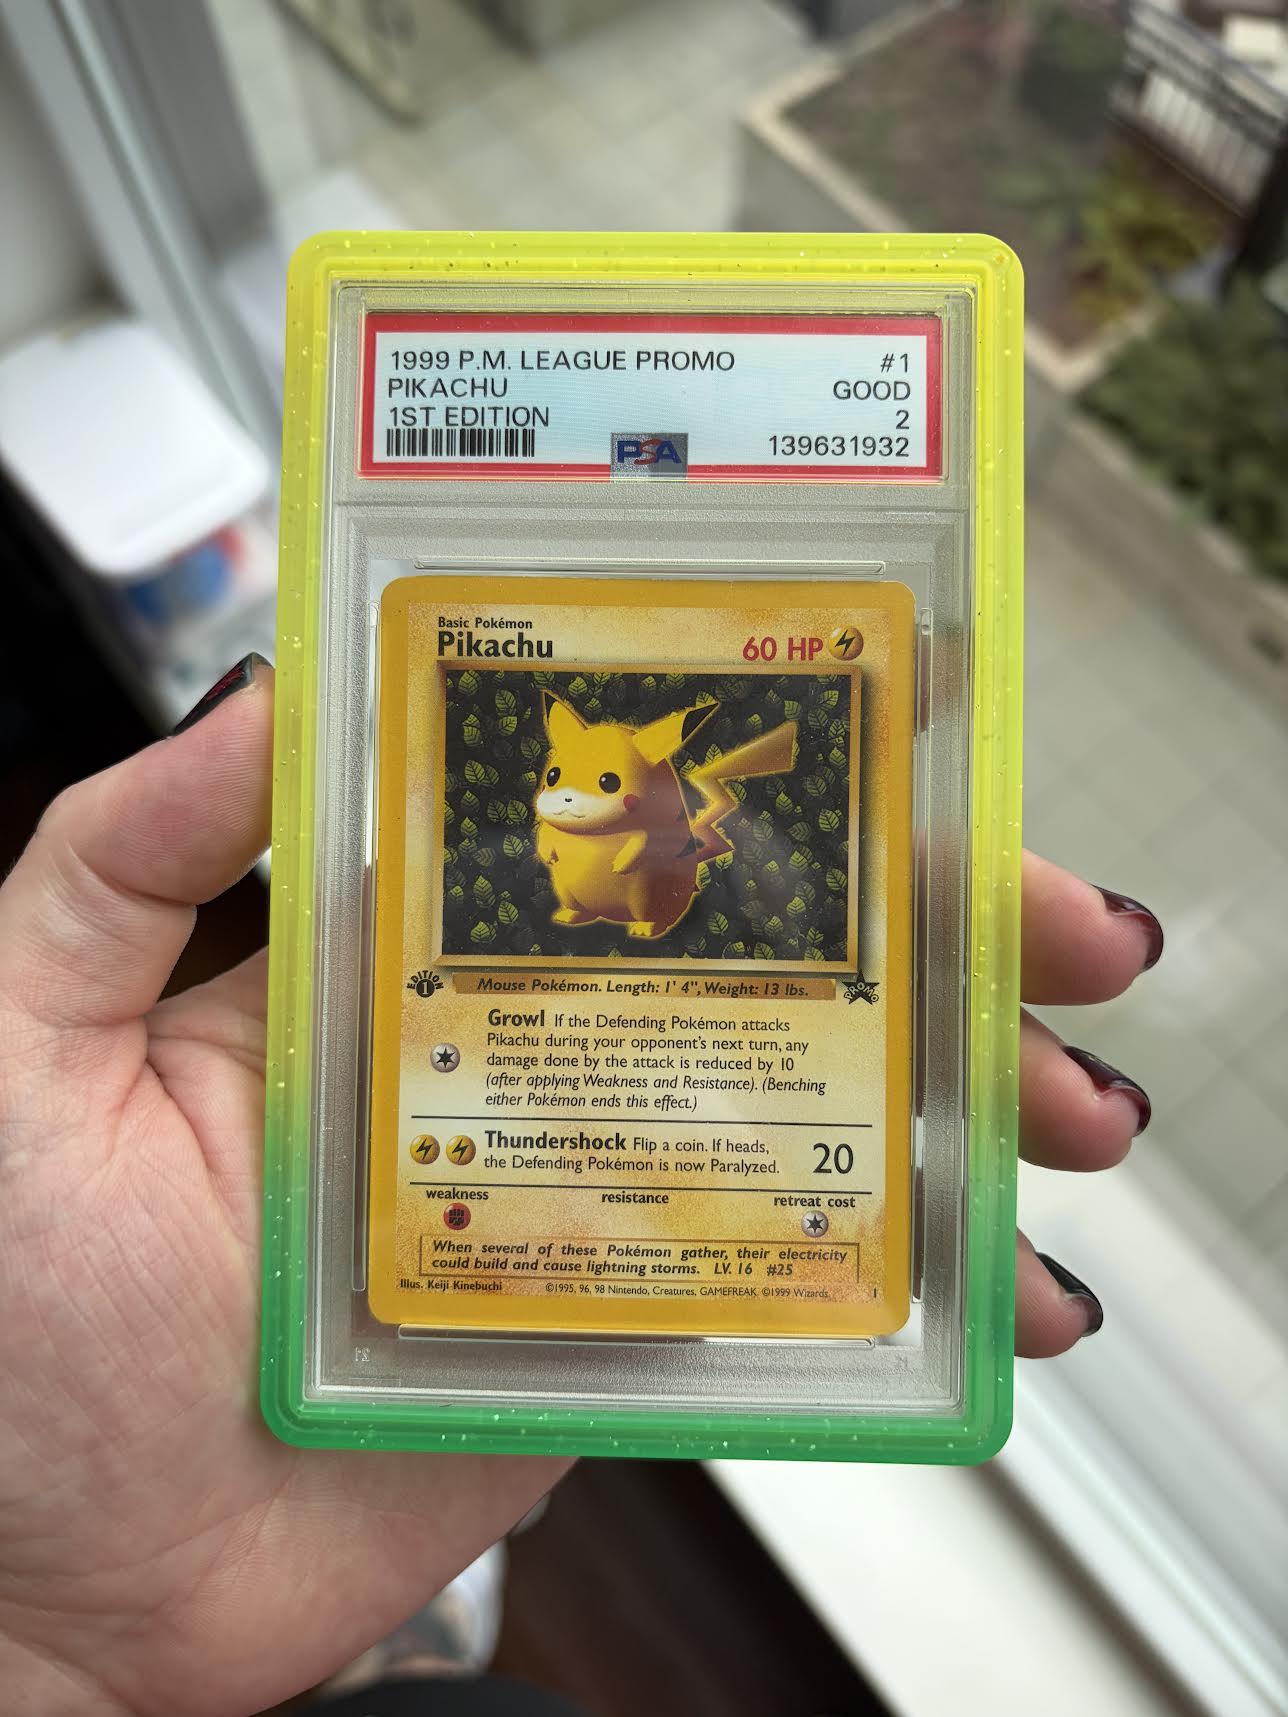 1999 P.M. LEAGUE PROMO #1
PIKACHU GOOD
1ST EDITION 2
139631932
PSA
Basic Pokémon
Pikachu 60 HP
EDITION 1
Mouse Pokémon. Length: 1' 4", Weight: 13 lbs.
PROMO
Growl If the Defending Pokémon attacks
Pikachu during your opponent's next turn, any
damage done by the attack is reduced by 10
(after applying Weakness and Resistance). (Benching
either Pokémon ends this effect.)
Thundershock Flip a coin. If heads,
the Defending Pokémon is now Paralyzed. 20
weakness resistance retreat cost
When several of these Pokémon gather, their electricity
could build and cause lightning storms. LV. 16 #25
Illus. Keiji Kinebuchi ©1995, 96, 98 Nintendo, Creatures, GAMEFREAK. ©1999 Wizards. 1